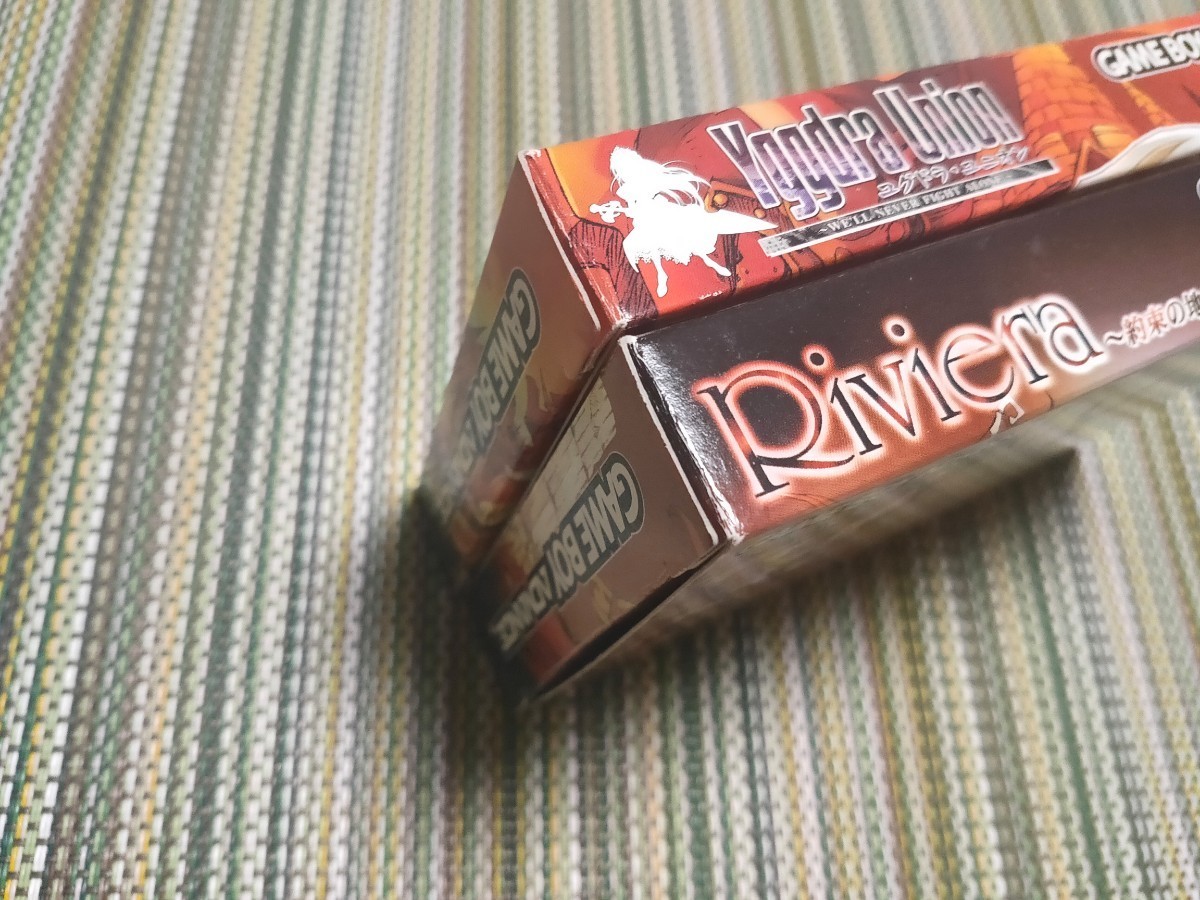 Yggdra Union
ユグドラ・ユニオン
~WE'LL NEVER FIGHT ALONE~
GAME BOY
Riviera
~約束の地
GAME BOY ADVANCE
GAME BOY ADVANCE